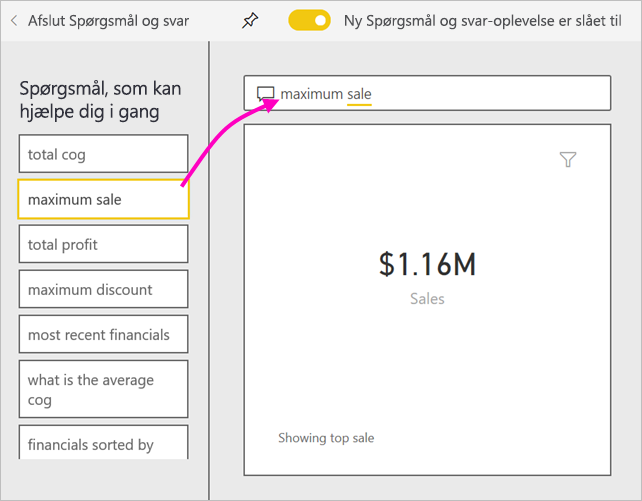 Afslut Spørgsmål og svar
Ny Spørgsmål og svar-oplevelse er slået til
Spørgsmål, som kan
hjælpe dig i gang
total cog
maximum sale
total profit
maximum discount
most recent financials
what is the average
cog
financials sorted by
maximum sale
$1.16M
Sales
Showing top sale